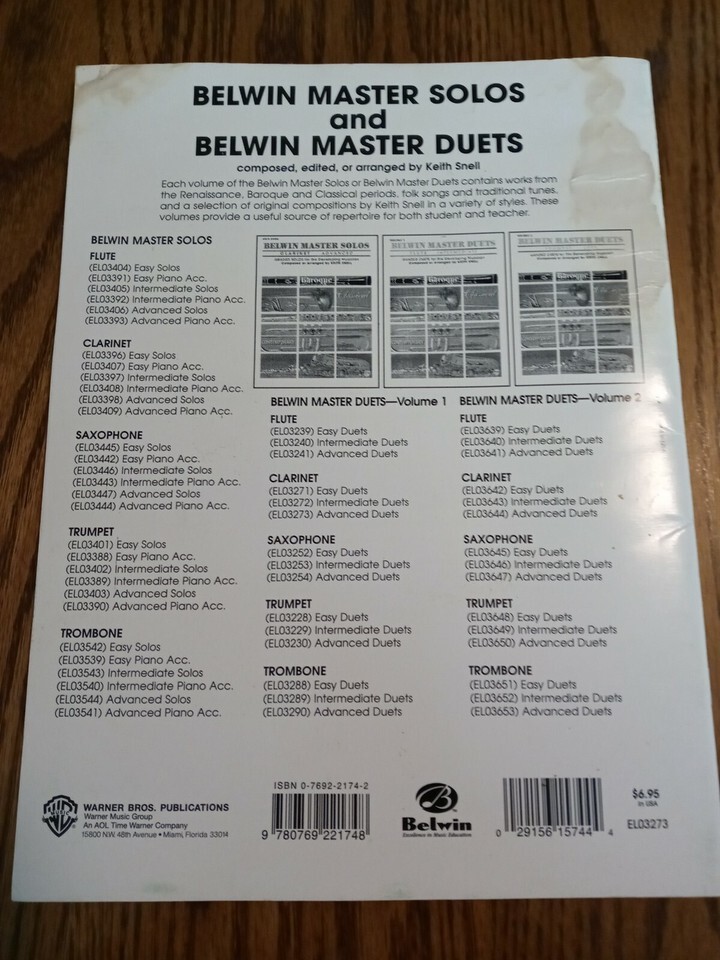 BELWIN MASTER SOLOS
and
BELWIN MASTER DUETS
composed, edited, or arranged by Keith Snell
Each volume of the Belwin Master Solos or Belwin Master Duets contains works from
the Renaissance, Baroque and Classical periods, folk songs and traditional tunes,
and a selection of original compositions by Keith Snell in a variety of styles. These
volumes provide a useful source of repertoire for both student and teacher.
BELWIN MASTER SOLOS
FLUTE
(EL03404) Easy Solos
(EL03391) Easy Piano Acc.
(EL03405) Intermediate Solos
(EL03392) Intermediate Piano Acc.
(EL03406) Advanced Solos
(EL03393) Advanced Piano Acc.
CLARINET
(EL03396) Easy Solos
(EL03407) Easy Piano Acc.
(EL03397) Intermediate Solos
(EL03408) Intermediate Piano Acc.
(EL03398) Advanced Solos
(EL03409) Advanced Piano Acc.
SAXOPHONE
(EL03445) Easy Solos
(EL03442) Easy Piano Acc.
(EL03446) Intermediate Solos
(EL03443) Intermediate Piano Acc.
(EL03447) Advanced Solos
(EL03444) Advanced Piano Acc.
TRUMPET
(EL03401) Easy Solos
(EL03388) Easy Piano Acc.
(EL03402) Intermediate Solos
(EL03389) Intermediate Piano Acc.
(EL03403) Advanced Solos
(EL03390) Advanced Piano Acc.
TROMBONE
(EL03542) Easy Solos
(EL03539) Easy Piano Acc.
(EL03543) Intermediate Solos
(EL03540) Intermediate Piano Acc.
(EL03544) Advanced Solos
(EL03541) Advanced Piano Acc.
BELWIN MASTER SOLOS
CLARINET ADVANCED
Baroque
BELWIN MASTER DUETS
Baroque
BELWIN MASTER DUETS
Baroque
BELWIN MASTER DUETS—Volume 1
FLUTE
(EL03239) Easy Duets
(EL03240) Intermediate Duets
(EL03241) Advanced Duets
CLARINET
(EL03271) Easy Duets
(EL03272) Intermediate Duets
(EL03273) Advanced Duets
SAXOPHONE
(EL03252) Easy Duets
(EL03253) Intermediate Duets
(EL03254) Advanced Duets
TRUMPET
(EL03228) Easy Duets
(EL03229) Intermediate Duets
(EL03230) Advanced Duets
TROMBONE
(EL03288) Easy Duets
(EL03289) Intermediate Duets
(EL03290) Advanced Duets
BELWIN MASTER DUETS—Volume 2
FLUTE
(EL03639) Easy Duets
(EL03640) Intermediate Duets
(EL03641) Advanced Duets
CLARINET
(EL03642) Easy Duets
(EL03643) Intermediate Duets
(EL03644) Advanced Duets
SAXOPHONE
(EL03645) Easy Duets
(EL03646) Intermediate Duets
(EL03647) Advanced Duets
TRUMPET
(EL03648) Easy Duets
(EL03649) Intermediate Duets
(EL03650) Advanced Duets
TROMBONE
(EL03651) Easy Duets
(EL03652) Intermediate Duets
(EL03653) Advanced Duets
WARNER BROS. PUBLICATIONS
Warner Music Group
An AOL Time Warner Company
15800 N.W. 48th Avenue • Miami, Florida 33014
ISBN 0-7692-2174-2
9 780769 221748
B
Belwin
Excellence in Music Education
0 29156 15744 4
$6.95
in USA
EL03273